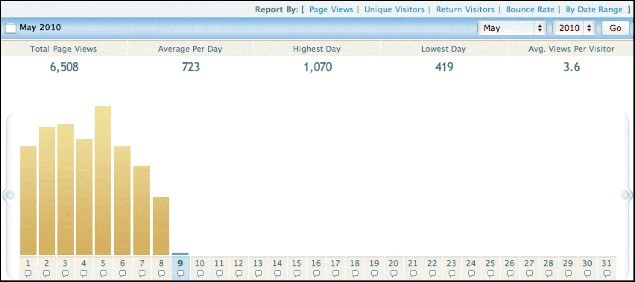 Report By: [ Page Views | Unique Visitors | Return Visitors | Bounce Rate | By Date Range ]
May 2010 May 2010 Go
Total Page Views Average Per Day Highest Day Lowest Day Avg. Views Per Visitor
6,508 723 1,070 419 3.6
1 2 3 4 5 6 7 8 9 10 11 12 13 14 15 16 17 18 19 20 21 22 23 24 25 26 27 28 29 30 31